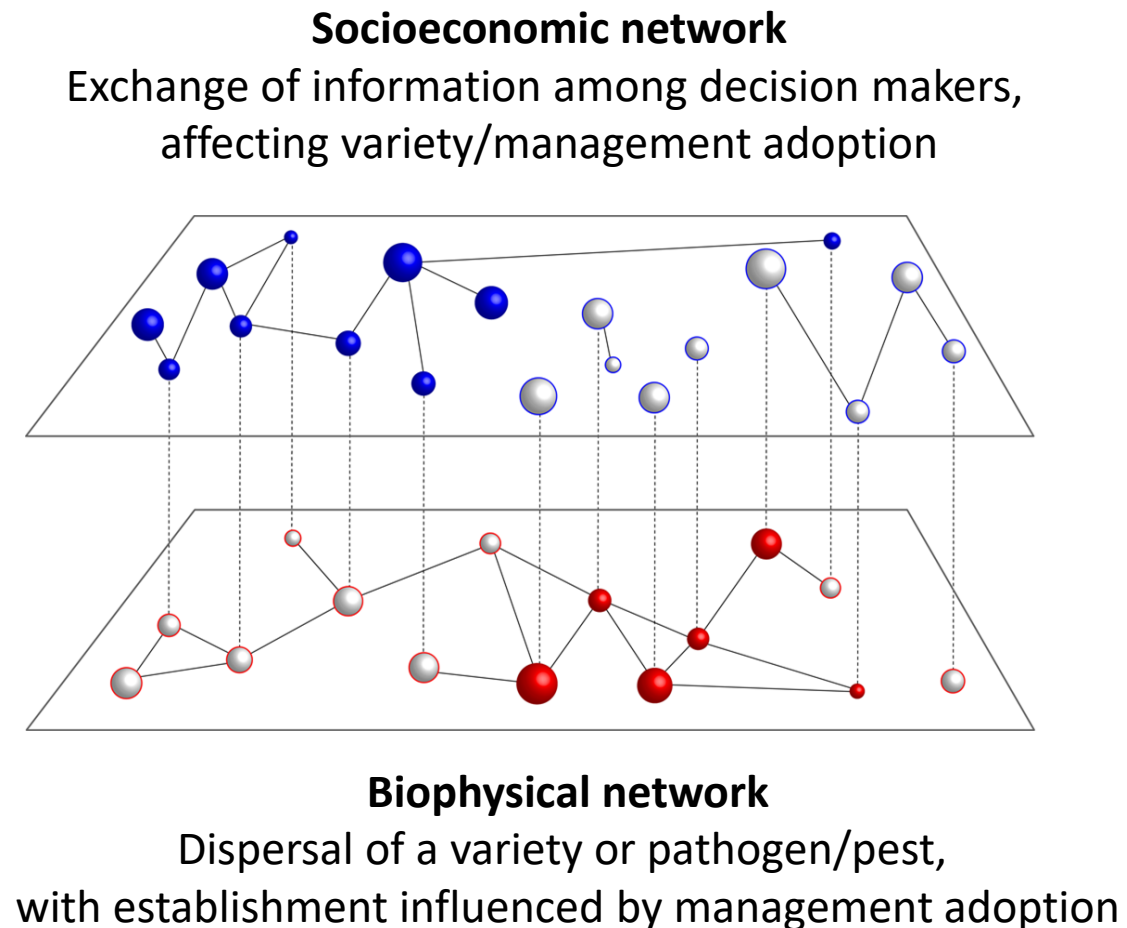 Socioeconomic network
Exchange of information among decision makers,
affecting variety/management adoption
Biophysical network
Dispersal of a variety or pathogen/pest,
with establishment influenced by management adoption